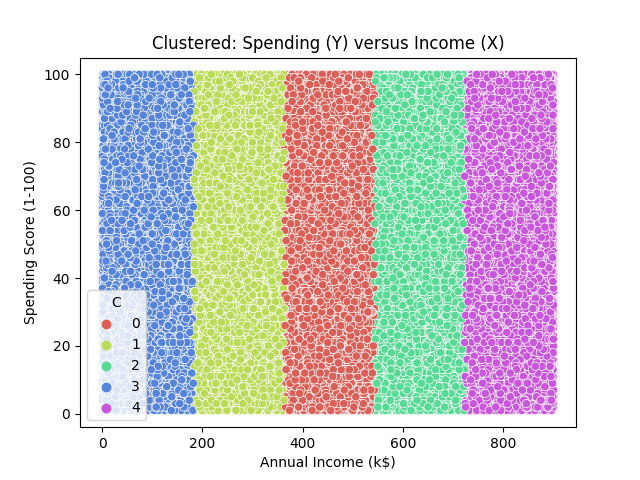 Clustered: Spending (Y) versus Income (X)
100
80
60
40
20
0
Spending Score (1-100)
C
0
1
2
3
4
0 200 400 600 800
Annual Income (k$)